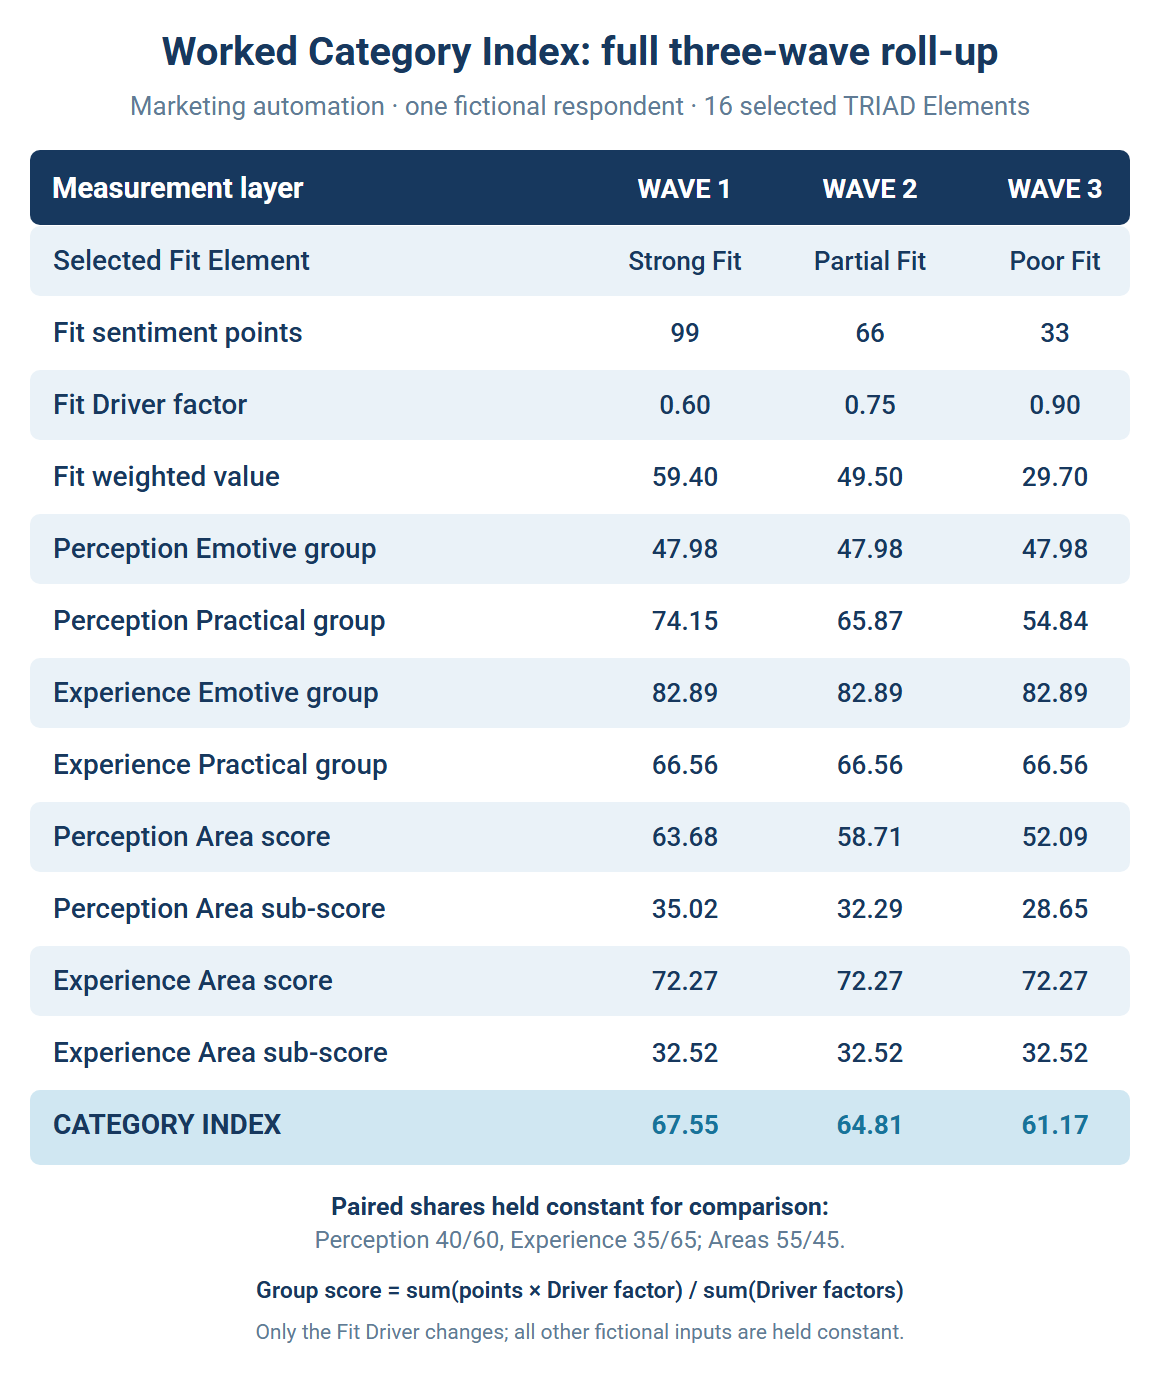 Worked Category Index: full three-wave roll-up
Marketing automation · one fictional respondent · 16 selected TRIAD Elements
Measurement layer WAVE 1 WAVE 2 WAVE 3
Selected Fit Element Strong Fit Partial Fit Poor Fit
Fit sentiment points 99 66 33
Fit Driver factor 0.60 0.75 0.90
Fit weighted value 59.40 49.50 29.70
Perception Emotive group 47.98 47.98 47.98
Perception Practical group 74.15 65.87 54.84
Experience Emotive group 82.89 82.89 82.89
Experience Practical group 66.56 66.56 66.56
Perception Area score 63.68 58.71 52.09
Perception Area sub-score 35.02 32.29 28.65
Experience Area score 72.27 72.27 72.27
Experience Area sub-score 32.52 32.52 32.52
CATEGORY INDEX 67.55 64.81 61.17
Paired shares held constant for comparison:
Perception 40/60, Experience 35/65; Areas 55/45.
Group score = sum(points × Driver factor) / sum(Driver factors)
Only the Fit Driver changes; all other fictional inputs are held constant.